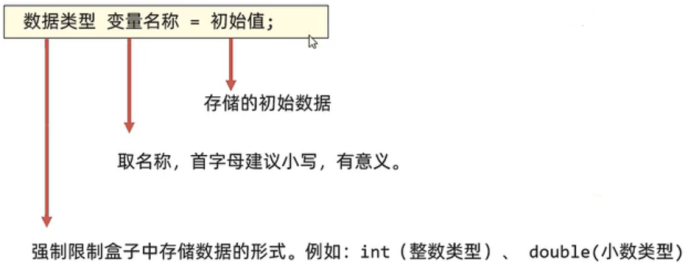 数据类型 变量名称 = 初始值;
存储的初始数据
取名称，首字母建议小写，有意义。
强制限制盒子中存储数据的形式。例如：int（整数类型）、 double(小数类型)